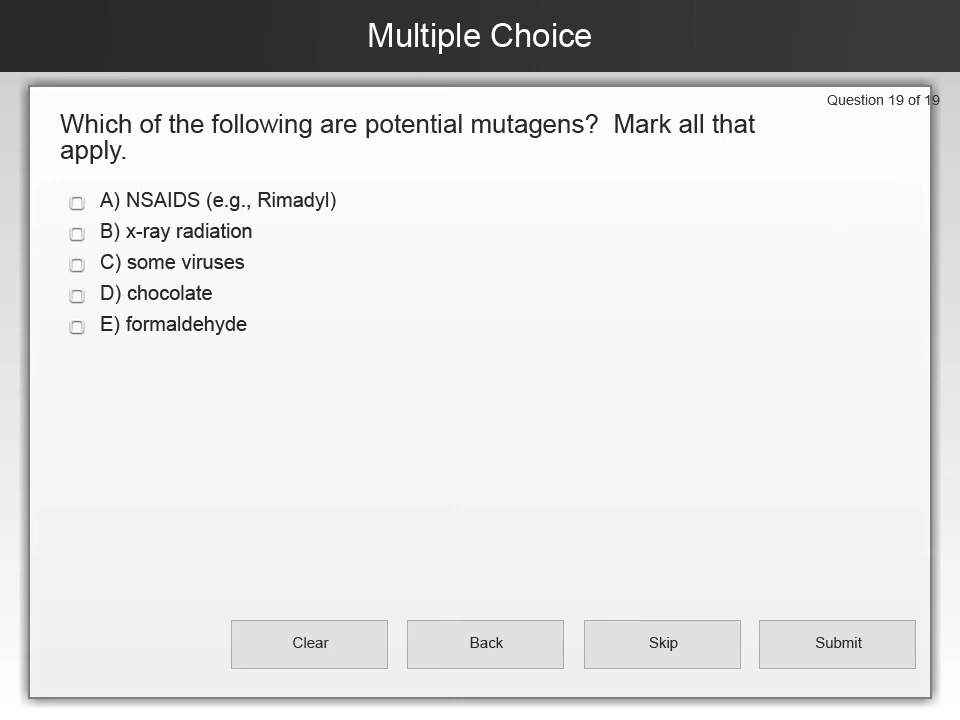 Multiple Choice
Question 19 of 19
Which of the following are potential mutagens?  Mark all that
apply.
A) NSAIDS (e.g., Rimadyl)
B) x-ray radiation
C) some viruses
D) chocolate
E) formaldehyde
Clear
Back
Skip
Submit